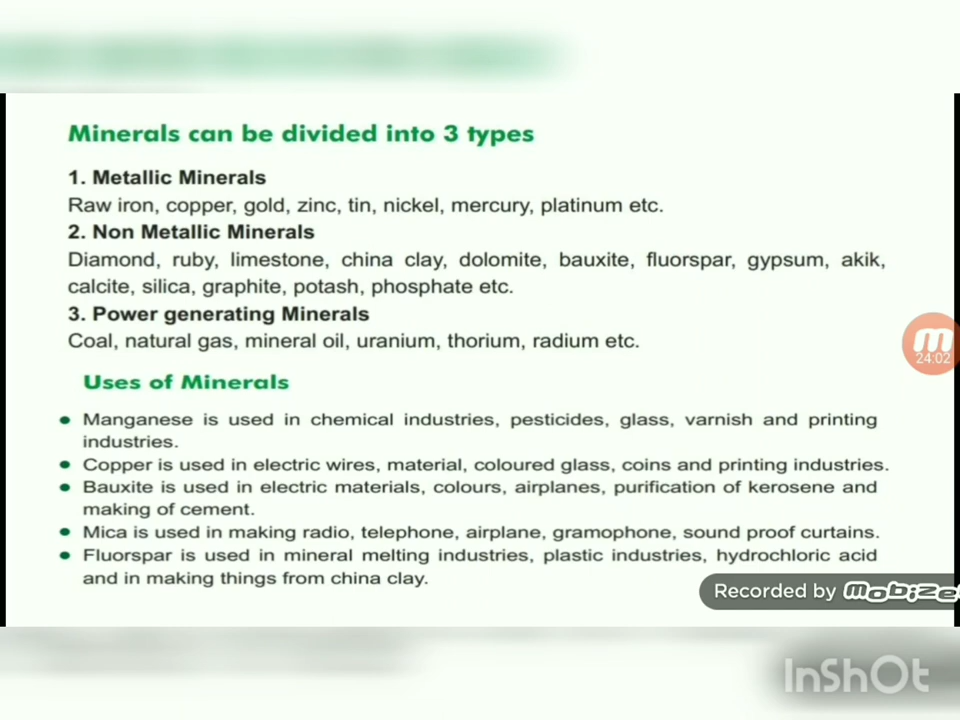 Minerals can be divided into 3 types
1. Metallic Minerals
Raw iron, copper, gold, zinc, tin, nickel, mercury, platinum etc.
2. Non Metallic Minerals
Diamond, ruby, limestone, china clay, dolomite, bauxite, fluorspar, gypsum, akik,
calcite, silica, graphite, potash, phosphate etc.
3. Power generating Minerals
Coal, natural gas, mineral oil, uranium, thorium, radium etc.
24:02
Uses of Minerals
• Manganese is used in chemical industries, pesticides, glass, varnish and printing
industries.
• Copper is used in electric wires, material, coloured glass, coins and printing industries.
• Bauxite is used in electric materials, colours, airplanes, purification of kerosene and
making of cement.
• Mica is used in making radio, telephone, airplane, gramophone, sound proof curtains.
• Fluorspar is used in mineral melting industries, plastic industries, hydrochloric acid
and in making things from china clay.
Recorded by mobize
InShOt